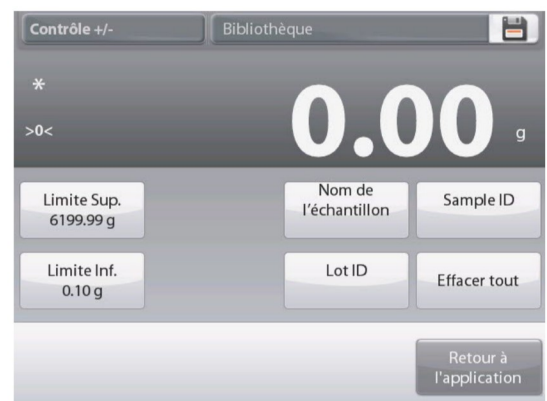 Contrôle +/-
Bibliothèque
*
>0<
0.00 g
Limite Sup.
6199.99 g
Nom de
l'échantillon
Sample ID
Limite Inf.
0.10 g
Lot ID
Effacer tout
Retour à
l'application